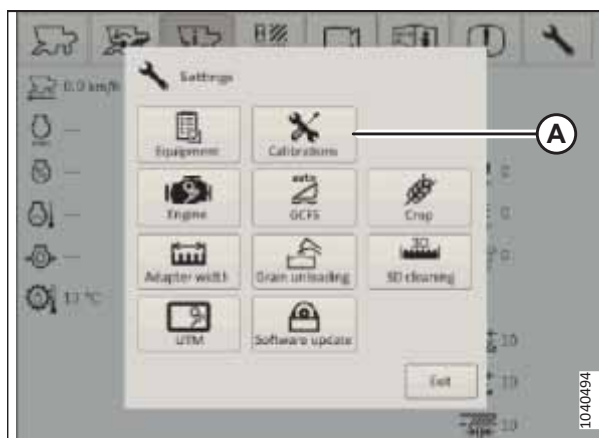 0.0 km/h
Settings
Equipment
Calibrations
A
Engine
auto
GCFS
Crop
Adapter width
Grain unloading
3D
3D cleaning
13 °C
UTM
Software update
10
Exit
10
10
1040494